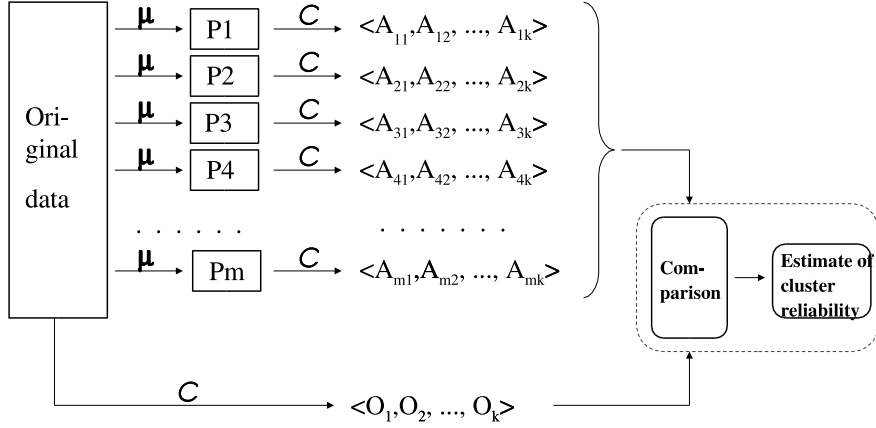 μ P1 C <A₁₁,A₁₂, ..., A₁ₖ>
μ P2 C <A₂₁,A₂₂, ..., A₂ₖ>
μ P3 C <A₃₁,A₃₂, ..., A₃ₖ>
μ P4 C <A₄₁,A₄₂, ..., A₄ₖ>
Ori-
ginal
data
. . . . . . . . . . . . .
μ Pm C <Aₘ₁,Aₘ₂, ..., Aₘₖ>
Com-
parison
Estimate of
cluster
reliability
C <O₁,O₂, ..., Oₖ>